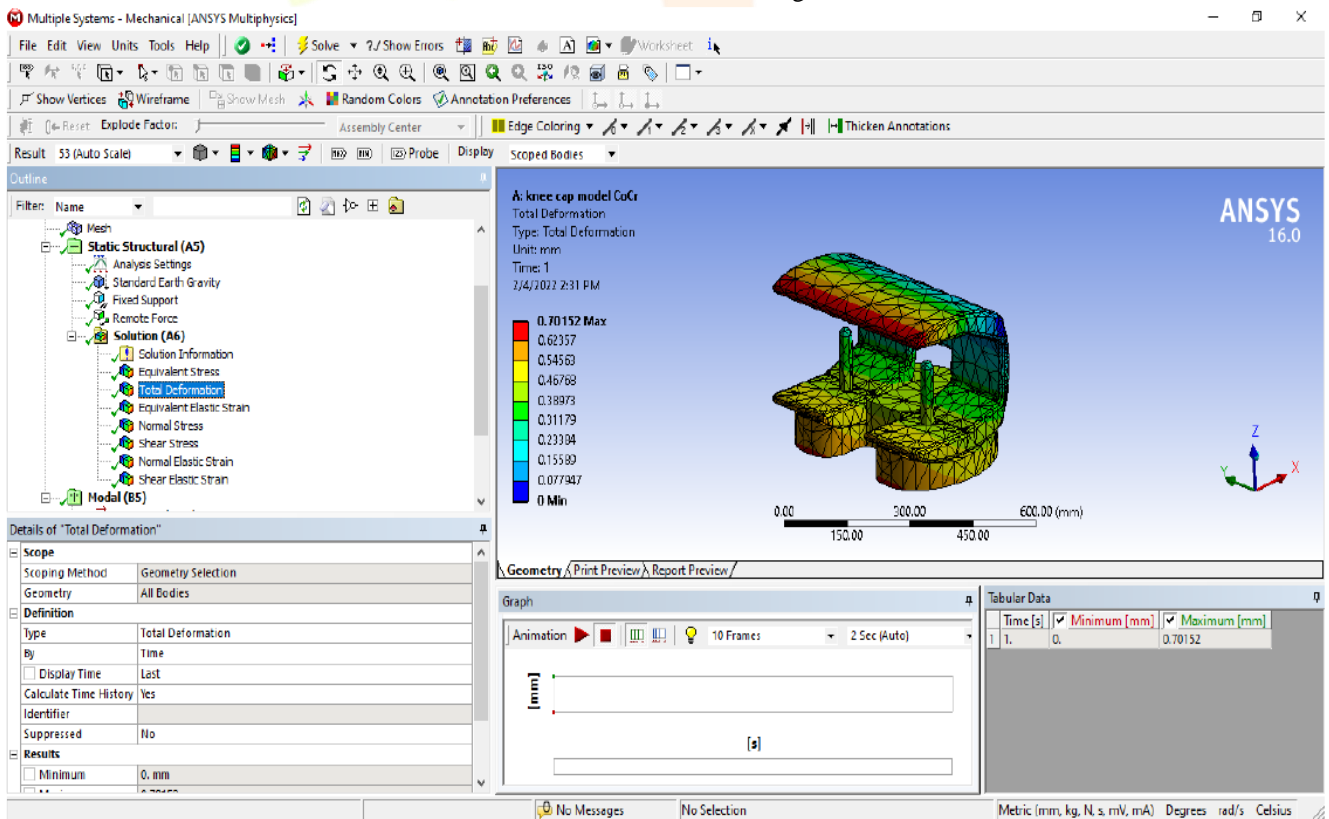 Multiple Systems - Mechanical [ANSYS Multiphysics]
File Edit View Units Tools Help Solve ?./ Show Errors Worksheet
Show Vertices Wireframe Show Mesh Random Colors Annotation Preferences
Reset Explode Factor: Assembly Center Edge Coloring Thicken Annotations
Result 53 (Auto Scale) Probe Display Scoped Bodies
Outline
Filter: Name
Mesh
Static Structural (A5)
Analysis Settings
Standard Earth Gravity
Fixed Support
Remote Force
Solution (A6)
Solution Information
Equivalent Stress
Total Deformation
Equivalent Elastic Strain
Normal Stress
Shear Stress
Normal Elastic Strain
Shear Elastic Strain
Modal (B5)
A: knee cap model CoCr
Total Deformation
Type: Total Deformation
Unit: mm
Time: 1
2/4/2022 2:31 PM
0.70152 Max
0.62357
0.54563
0.46768
0.38973
0.31179
0.23384
0.15589
0.077947
0 Min
ANSYS
16.0
Z
Y X
0.00 300.00 600.00 (mm)
150.00 450.00
Geometry Print Preview Report Preview
Details of "Total Deformation"
Scope
Scoping Method Geometry Selection
Geometry All Bodies
Definition
Type Total Deformation
By Time
Display Time Last
Calculate Time History Yes
Identifier
Suppressed No
Results
Minimum 0. mm
Graph
Animation 10 Frames 2 Sec (Auto)
[mm]
[s]
Tabular Data
Time [s] Minimum [mm] Maximum [mm]
1 1. 0. 0.70152
No Messages No Selection Metric (mm, kg, N, s, mV, mA) Degrees rad/s Celsius